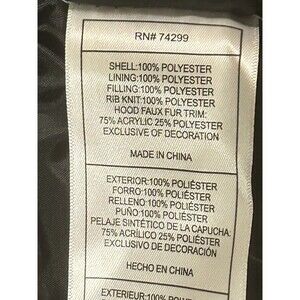 RN# 74299
SHELL:100% POLYESTER
LINING:100% POLYESTER
FILLING:100% POLYESTER
RIB KNIT:100% POLYESTER
HOOD FAUX FUR TRIM:
75% ACRYLIC 25% POLYESTER
EXCLUSIVE OF DECORATION
MADE IN CHINA
EXTERIOR:100% POLIÉSTER
FORRO:100% POLIÉSTER
RELLENO:100% POLIÉSTER
PUÑO 100% POLIÉSTER
PELAJE SINTÉTICO DE LA CAPUCHA:
75% ACRÍLICO 25% POLIÉSTER
EXCLUSIVO DE DECORACIÓN
HECHO EN CHINA
EXTERIEUR:100%